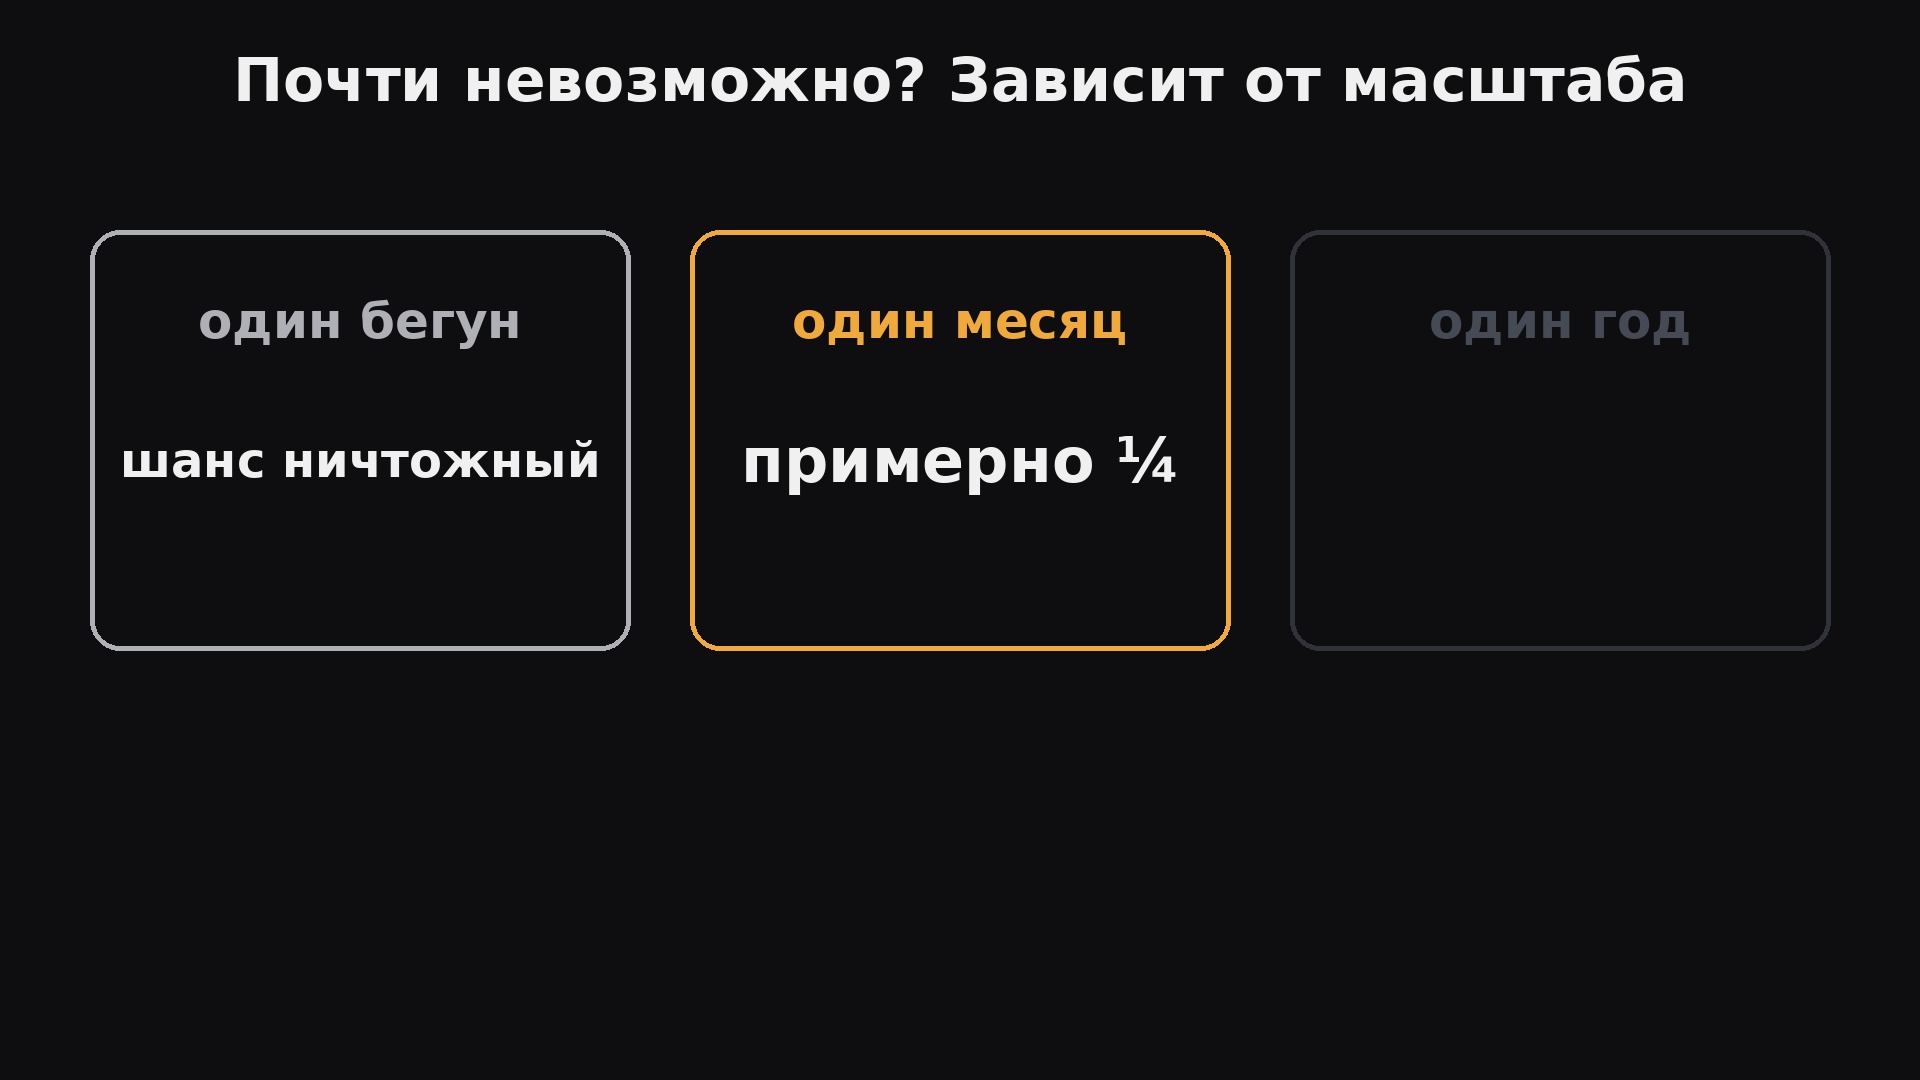 Почти невозможно? Зависит от масштаба
один бегун
шанс ничтожный
один месяц
примерно ¼
один год